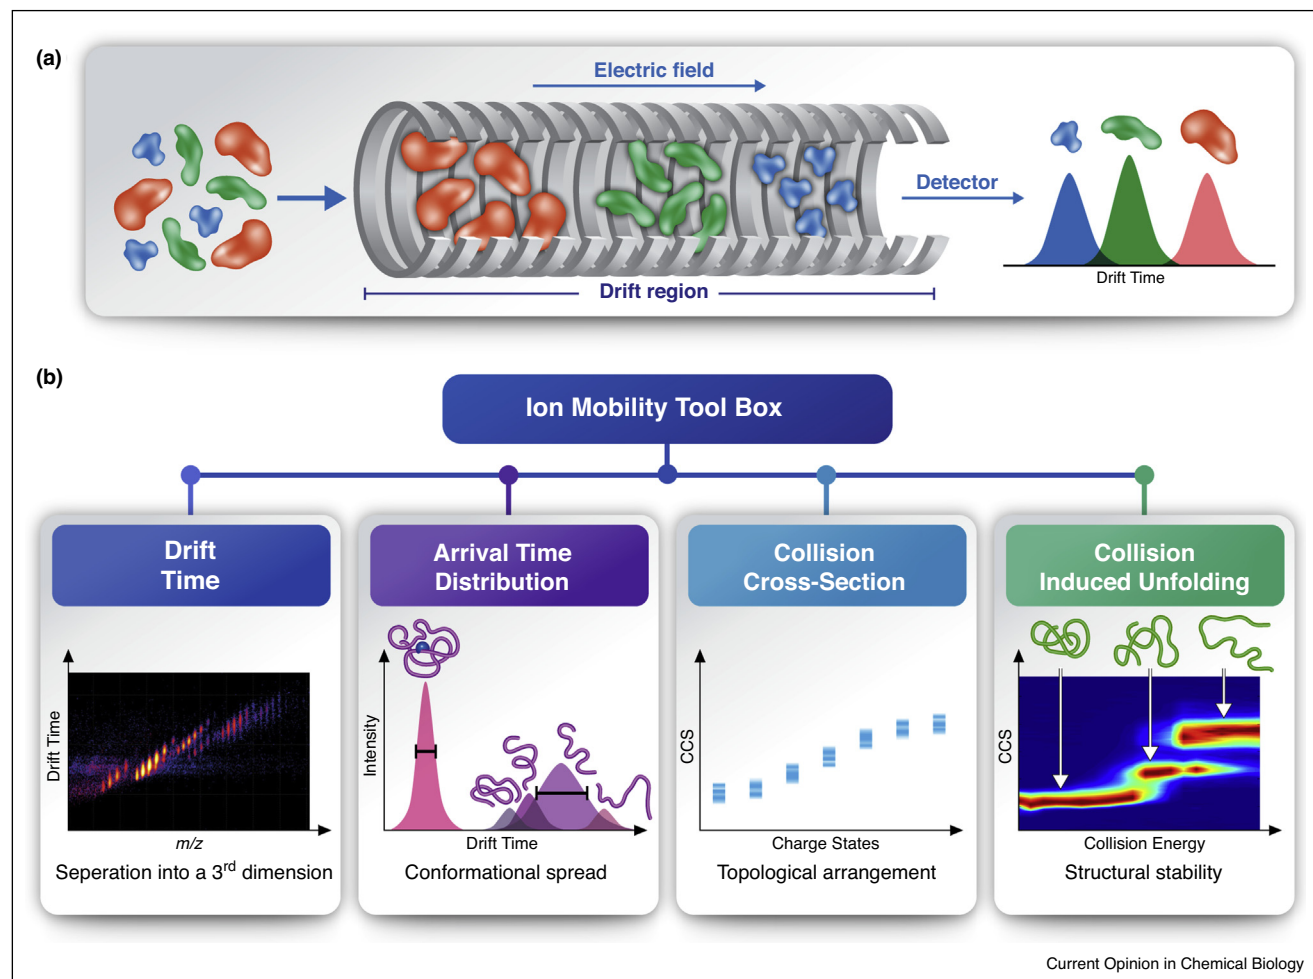 (a)
Electric field
Detector
Drift region
Drift Time
(b)
Ion Mobility Tool Box
Drift
Time
Drift Time
m/z
Seperation into a 3rd dimension
Arrival Time
Distribution
Intensity
Drift Time
Conformational spread
Collision
Cross-Section
CCS
Charge States
Topological arrangement
Collision
Induced Unfolding
CCS
Collision Energy
Structural stability
Current Opinion in Chemical Biology